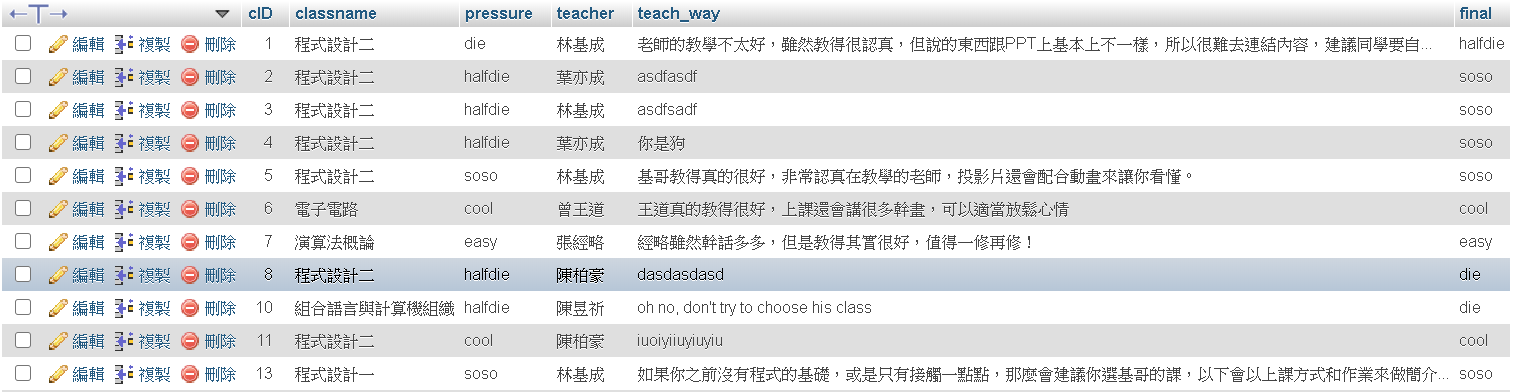 ←T→ cID classname pressure teacher teach_way final
編輯 複製 刪除 1 程式設計二 die 林基成 老師的教學不太好，雖然教得很認真，但說的東西跟PPT上基本上不一樣，所以很難去連結內容，建議同學要自... halfdie
編輯 複製 刪除 2 程式設計二 halfdie 葉亦成 asdfasdf soso
編輯 複製 刪除 3 程式設計二 halfdie 林基成 asdfsadf soso
編輯 複製 刪除 4 程式設計二 halfdie 葉亦成 你是狗 soso
編輯 複製 刪除 5 程式設計二 soso 林基成 基哥教得真的很好，非常認真在教學的老師，投影片還會配合動畫來讓你看懂。 soso
編輯 複製 刪除 6 電子電路 cool 曾王道 王道真的教得很好，上課還會講很多幹畫，可以適當放鬆心情 cool
編輯 複製 刪除 7 演算法概論 easy 張經略 經略雖然幹話多多，但是教得其實很好，值得一修再修！ easy
編輯 複製 刪除 8 程式設計二 halfdie 陳柏豪 dasdasdasd die
編輯 複製 刪除 10 組合語言與計算機組織 halfdie 陳昱祈 oh no, don't try to choose his class die
編輯 複製 刪除 11 程式設計二 cool 陳柏豪 iuoiyiiuyiuyiu cool
編輯 複製 刪除 13 程式設計一 soso 林基成 如果你之前沒有程式的基礎，或是只有接觸一點點，那麼會建議你選基哥的課，以下會以上課方式和作業來做簡介... soso